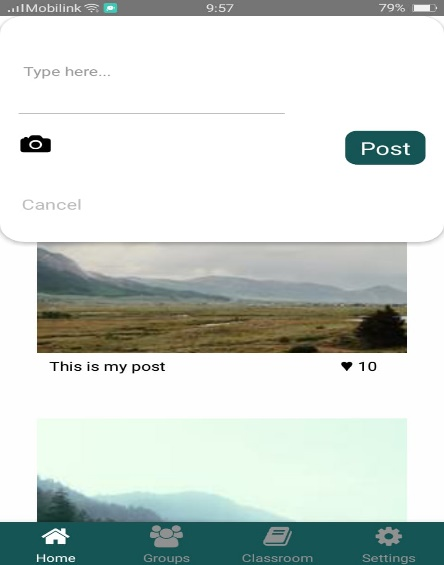 Mobilink 9:57 79%
Type here...
Post
Cancel
This is my post 10
Home Groups Classroom Settings